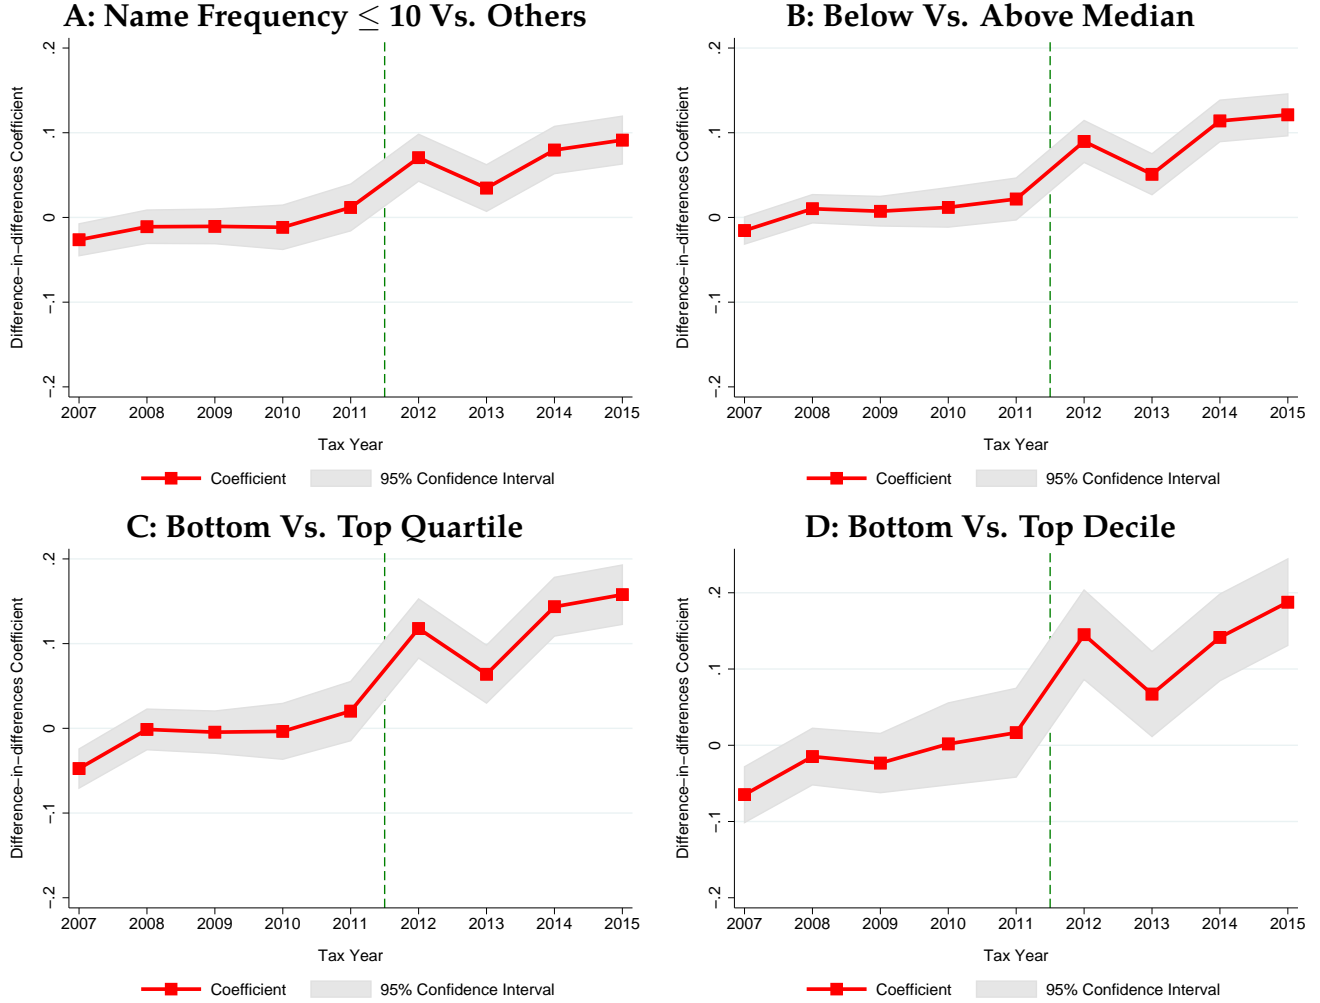 A: Name Frequency ≤ 10 Vs. Others
.2
.1
0
-.1
-.2
Difference-in-differences Coefficient
2007 2008 2009 2010 2011 2012 2013 2014 2015
Tax Year
Coefficient 95% Confidence Interval
B: Below Vs. Above Median
.2
.1
0
-.1
-.2
Difference-in-differences Coefficient
2007 2008 2009 2010 2011 2012 2013 2014 2015
Tax Year
Coefficient 95% Confidence Interval
C: Bottom Vs. Top Quartile
.2
.1
0
-.1
-.2
Difference-in-differences Coefficient
2007 2008 2009 2010 2011 2012 2013 2014 2015
Tax Year
Coefficient 95% Confidence Interval
D: Bottom Vs. Top Decile
.2
.1
0
-.1
-.2
Difference-in-differences Coefficient
2007 2008 2009 2010 2011 2012 2013 2014 2015
Tax Year
Coefficient 95% Confidence Interval